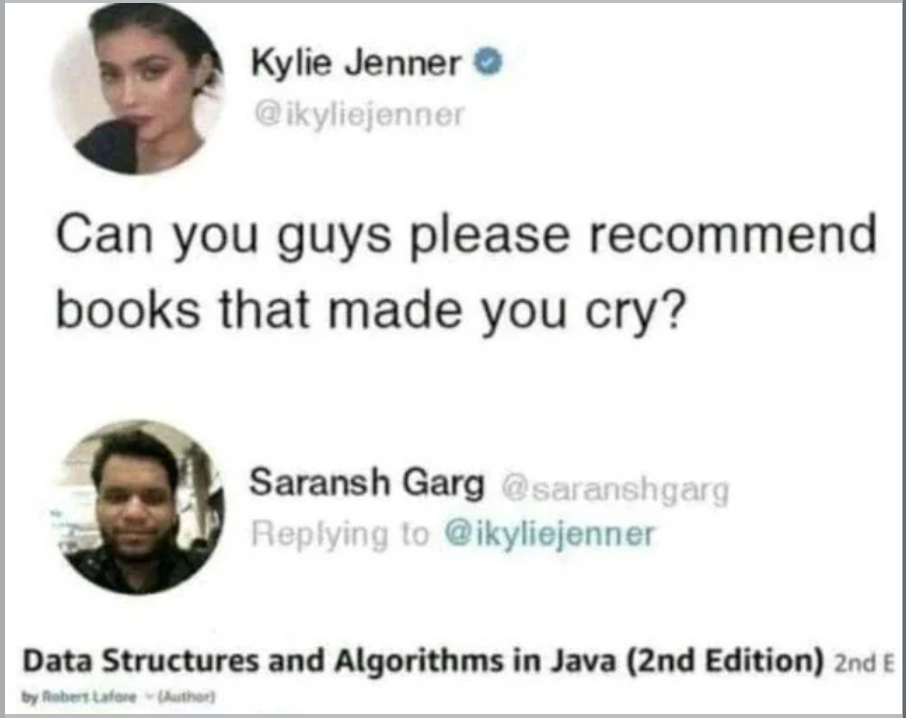 Kylie Jenner
@ikyliejenner
Can you guys please recommend
books that made you cry?
Saransh Garg @saranshgarg
Replying to @ikyliejenner
Data Structures and Algorithms in Java (2nd Edition) 2nd E
by Robert Lafore (Author)